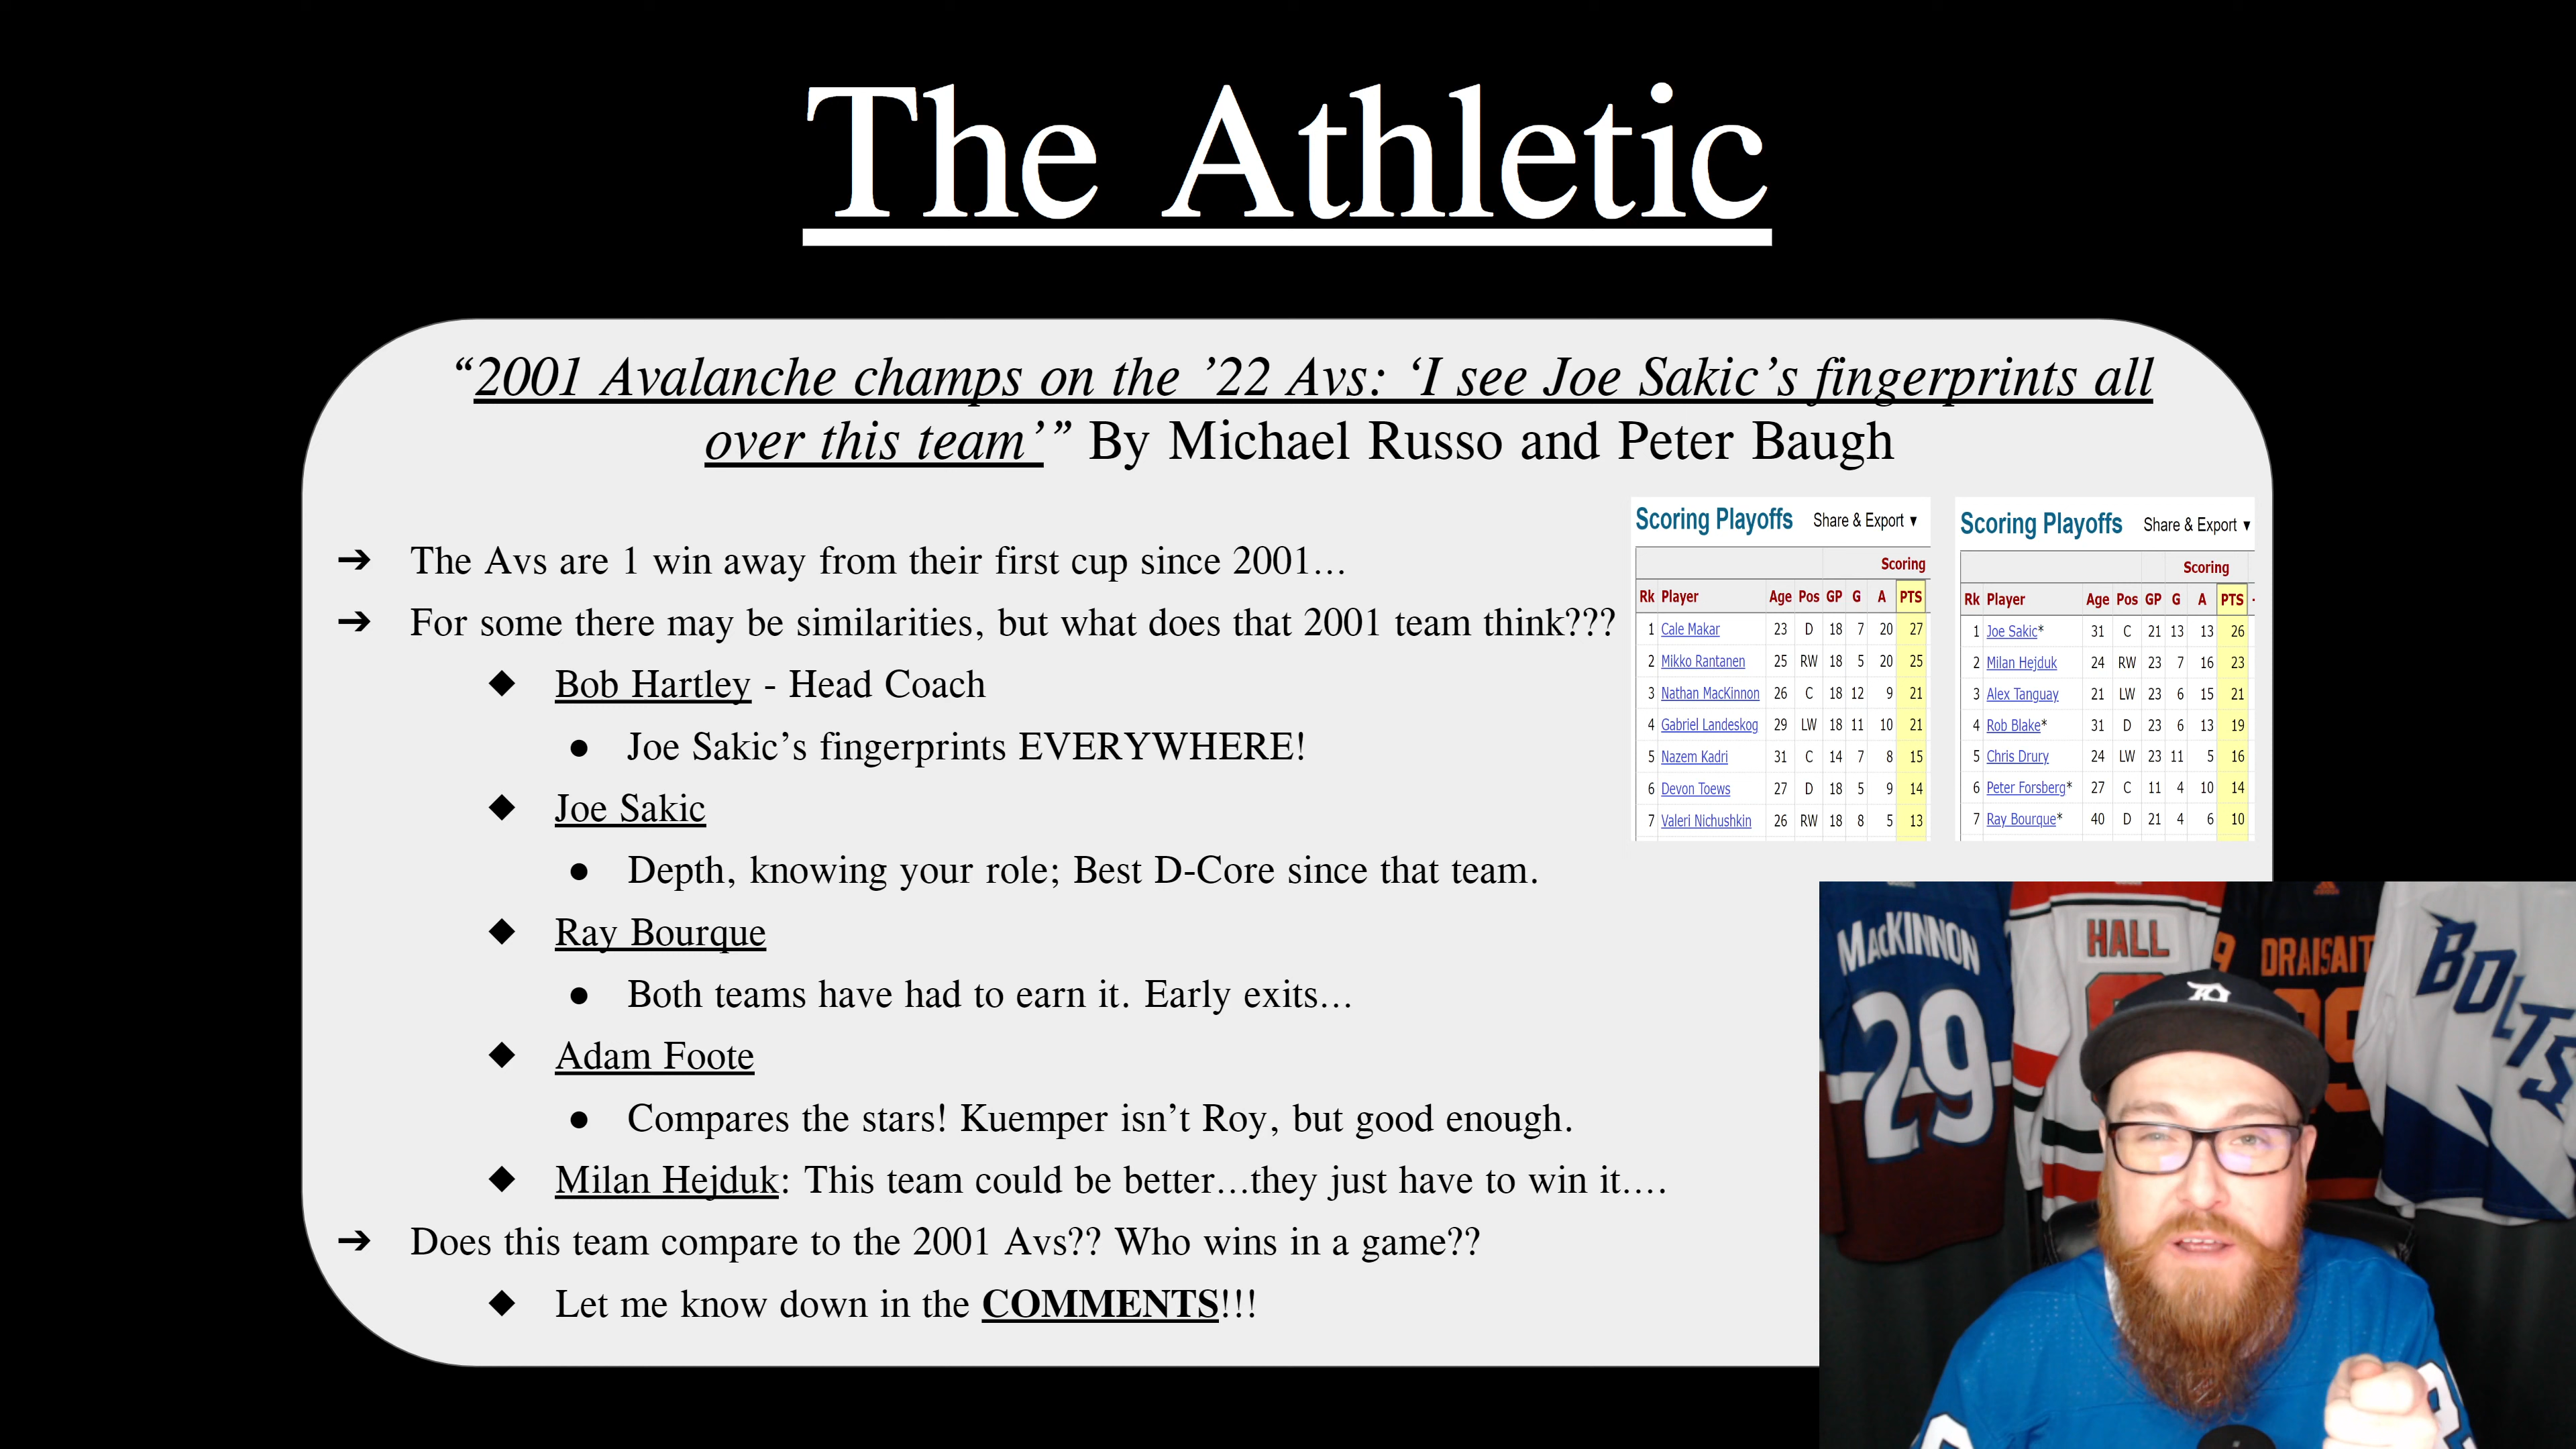 The Athletic
“2001 Avalanche champs on the ’22 Avs: ‘I see Joe Sakic’s fingerprints all
over this team’” By Michael Russo and Peter Baugh
➔ The Avs are 1 win away from their first cup since 2001...
➔ For some there may be similarities, but what does that 2001 team think???
◆ Bob Hartley - Head Coach
● Joe Sakic’s fingerprints EVERYWHERE!
◆ Joe Sakic
● Depth, knowing your role; Best D-Core since that team.
◆ Ray Bourque
● Both teams have had to earn it. Early exits...
◆ Adam Foote
● Compares the stars! Kuemper isn’t Roy, but good enough.
◆ Milan Hejduk: This team could be better...they just have to win it....
➔ Does this team compare to the 2001 Avs?? Who wins in a game??
◆ Let me know down in the COMMENTS!!!
Scoring Playoffs Share & Export ▼
Scoring
Rk Player Age Pos GP G A PTS
1 Cale Makar 23 D 18 7 20 27
2 Mikko Rantanen 25 RW 18 5 20 25
3 Nathan MacKinnon 26 C 18 12 9 21
4 Gabriel Landeskog 29 LW 18 11 10 21
5 Nazem Kadri 31 C 14 7 8 15
6 Devon Toews 27 D 18 5 9 14
7 Valeri Nichushkin 26 RW 18 8 5 13
Scoring Playoffs Share & Export ▼
Scoring
Rk Player Age Pos GP G A PTS
1 Joe Sakic* 31 C 21 13 13 26
2 Milan Hejduk 24 RW 23 7 16 23
3 Alex Tanguay 21 LW 23 6 15 21
4 Rob Blake* 31 D 23 6 13 19
5 Chris Drury 24 LW 23 11 5 16
6 Peter Forsberg* 27 C 11 4 10 14
7 Ray Bourque* 40 D 21 4 6 10
MACKINNON
29
HALL
9
DRAISAIT
BOLTS